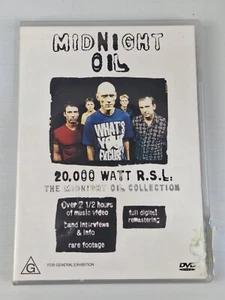 MIDNIGHT
OIL
WHAT'S
YOUR
EXCUSE
20,000 WATT R.S.L:
THE MIDNIGHT OIL COLLECTION
Over 2 1/2 hours
of music video
band interviews
& info
rare footage
full digital
remastering
G
FOR GENERAL EXHIBITION
DVD